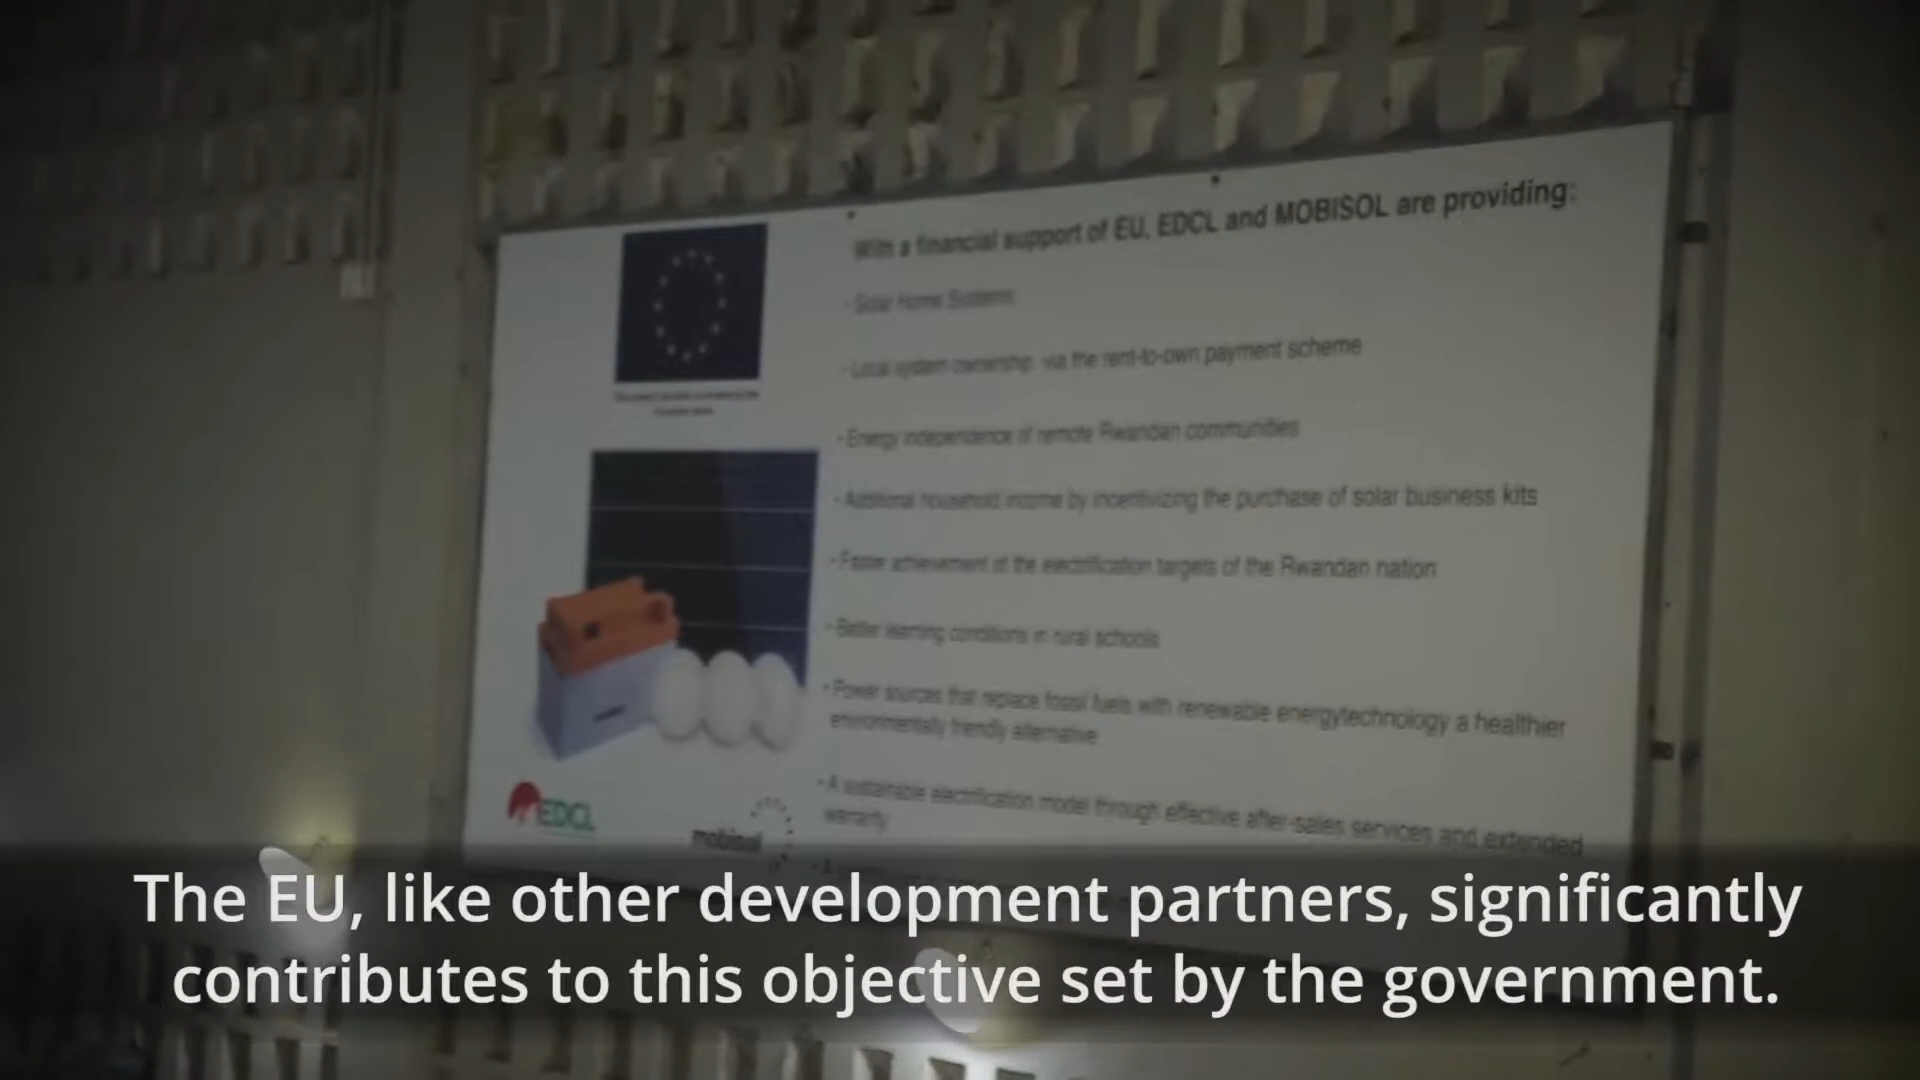 With a financial support of EU, EDCL and MOBISOL are providing:
- Solar Home Systems
- Local system ownership via the rent-to-own payment scheme
- Energy independence of remote Rwandan communities
- Additional household income by incentivizing the purchase of solar business kits
- Faster achievement of the electrification targets of the Rwandan nation
- Better learning conditions in rural schools
- Power sources that replace fossil fuels with renewable energytechnology a healthier
environmentally friendly alternative
- A sustainable electrification model through effective after-sales services and extended
warranty
EDCL
mobisol
The EU, like other development partners, significantly
contributes to this objective set by the government.